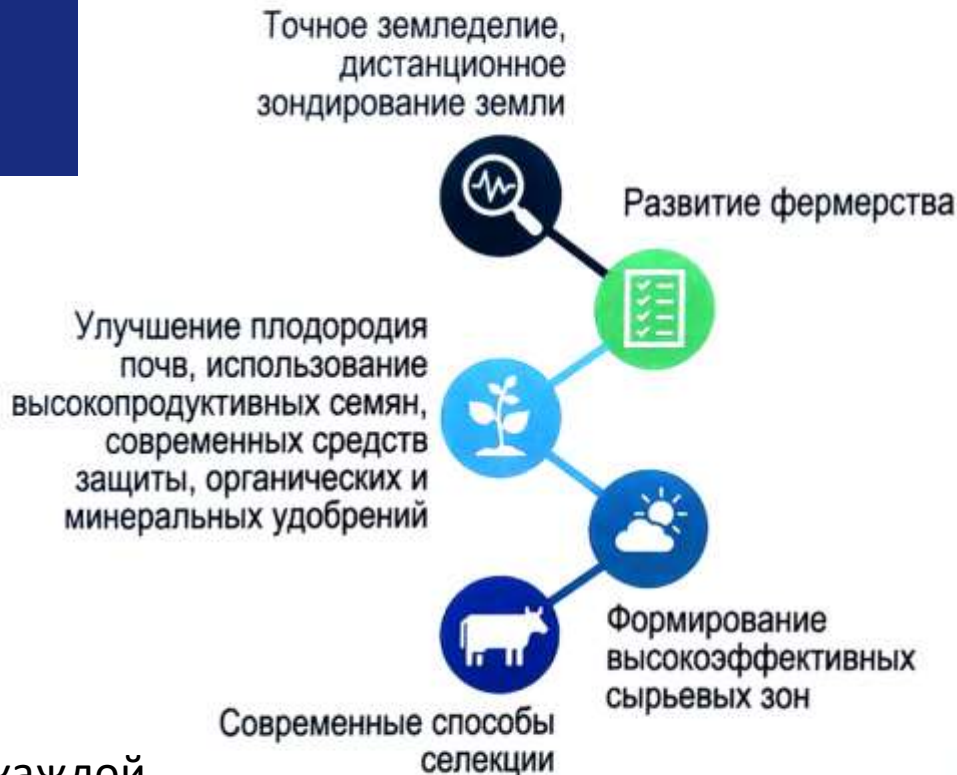 Точное земледелие,
дистанционное
зондирование земли
Развитие фермерства
Улучшение плодородия
почв, использование
высокопродуктивных семян,
современных средств
защиты, органических и
минеральных удобрений
Формирование
высокоэффективных
сырьевых зон
Современные способы
селекции
каждой